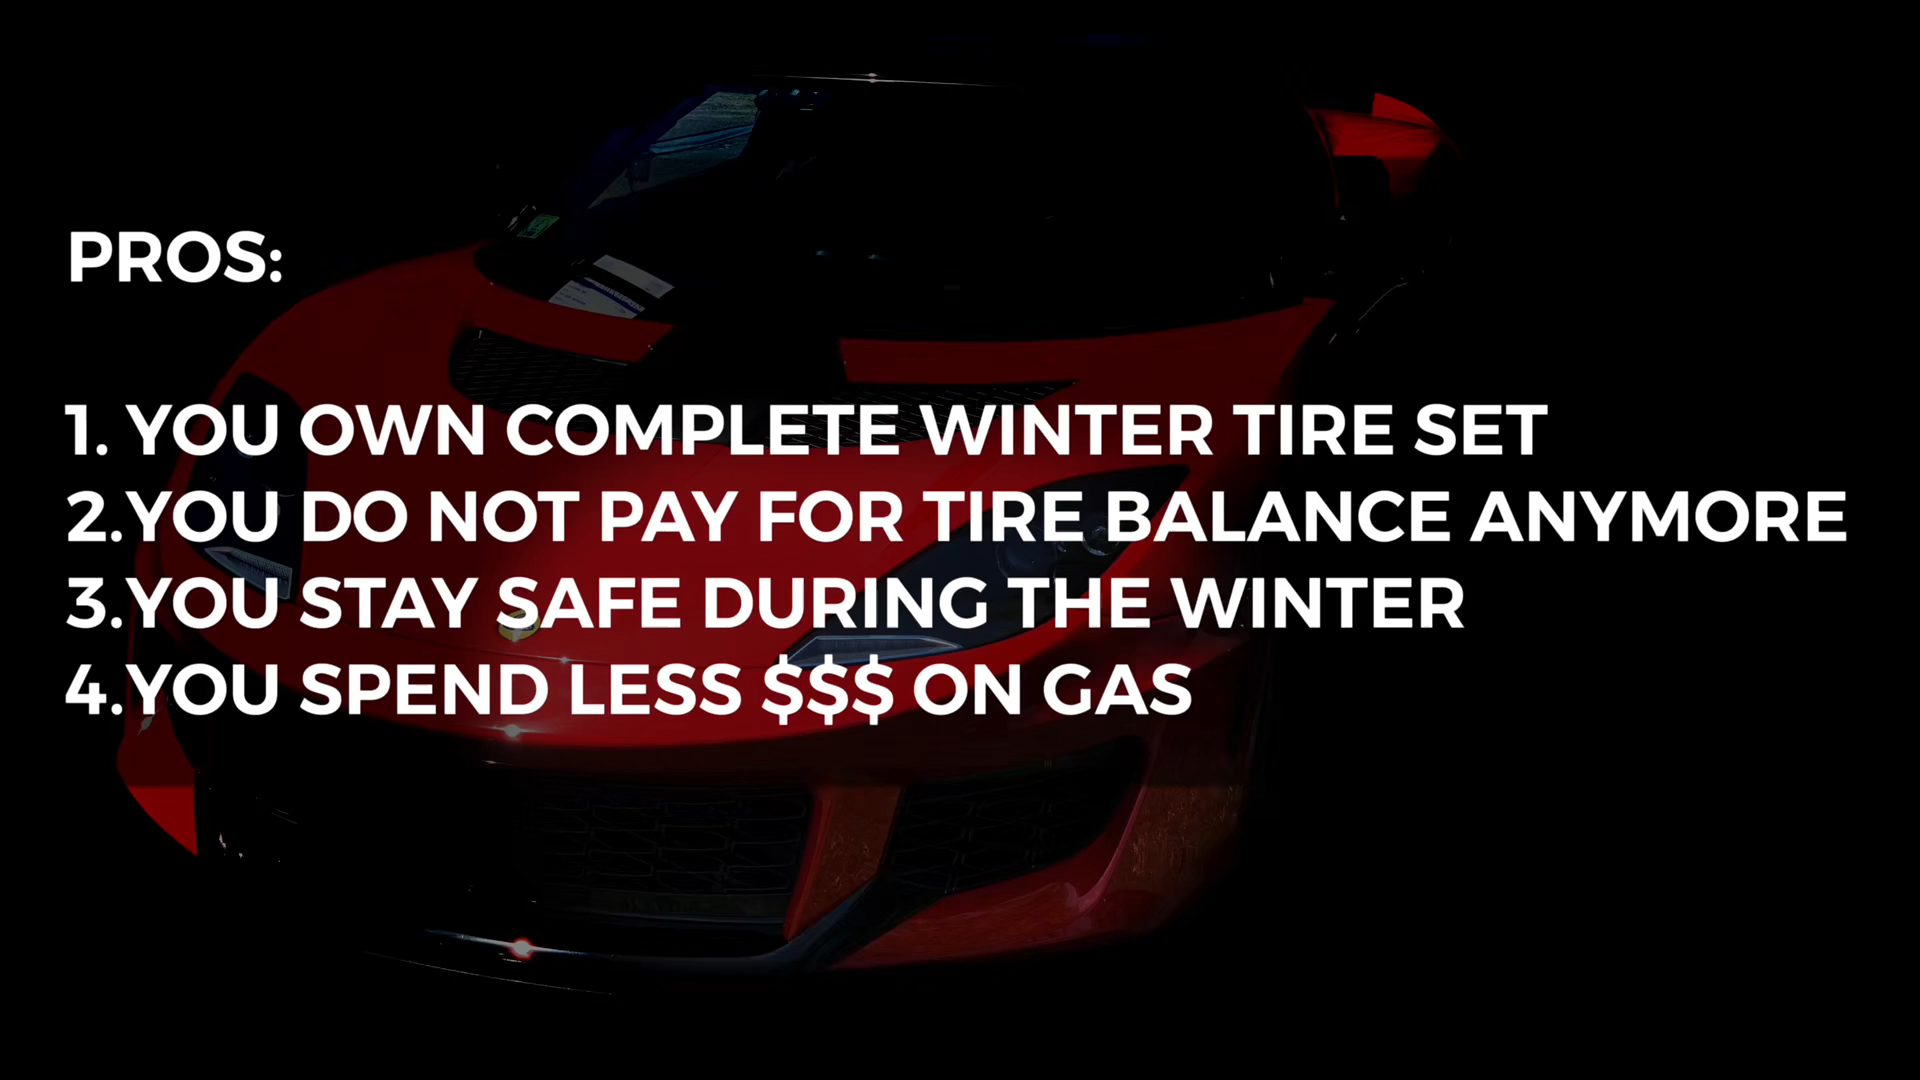 PROS:
1. YOU OWN COMPLETE WINTER TIRE SET
2.YOU DO NOT PAY FOR TIRE BALANCE ANYMORE
3.YOU STAY SAFE DURING THE WINTER
4.YOU SPEND LESS $$$ ON GAS